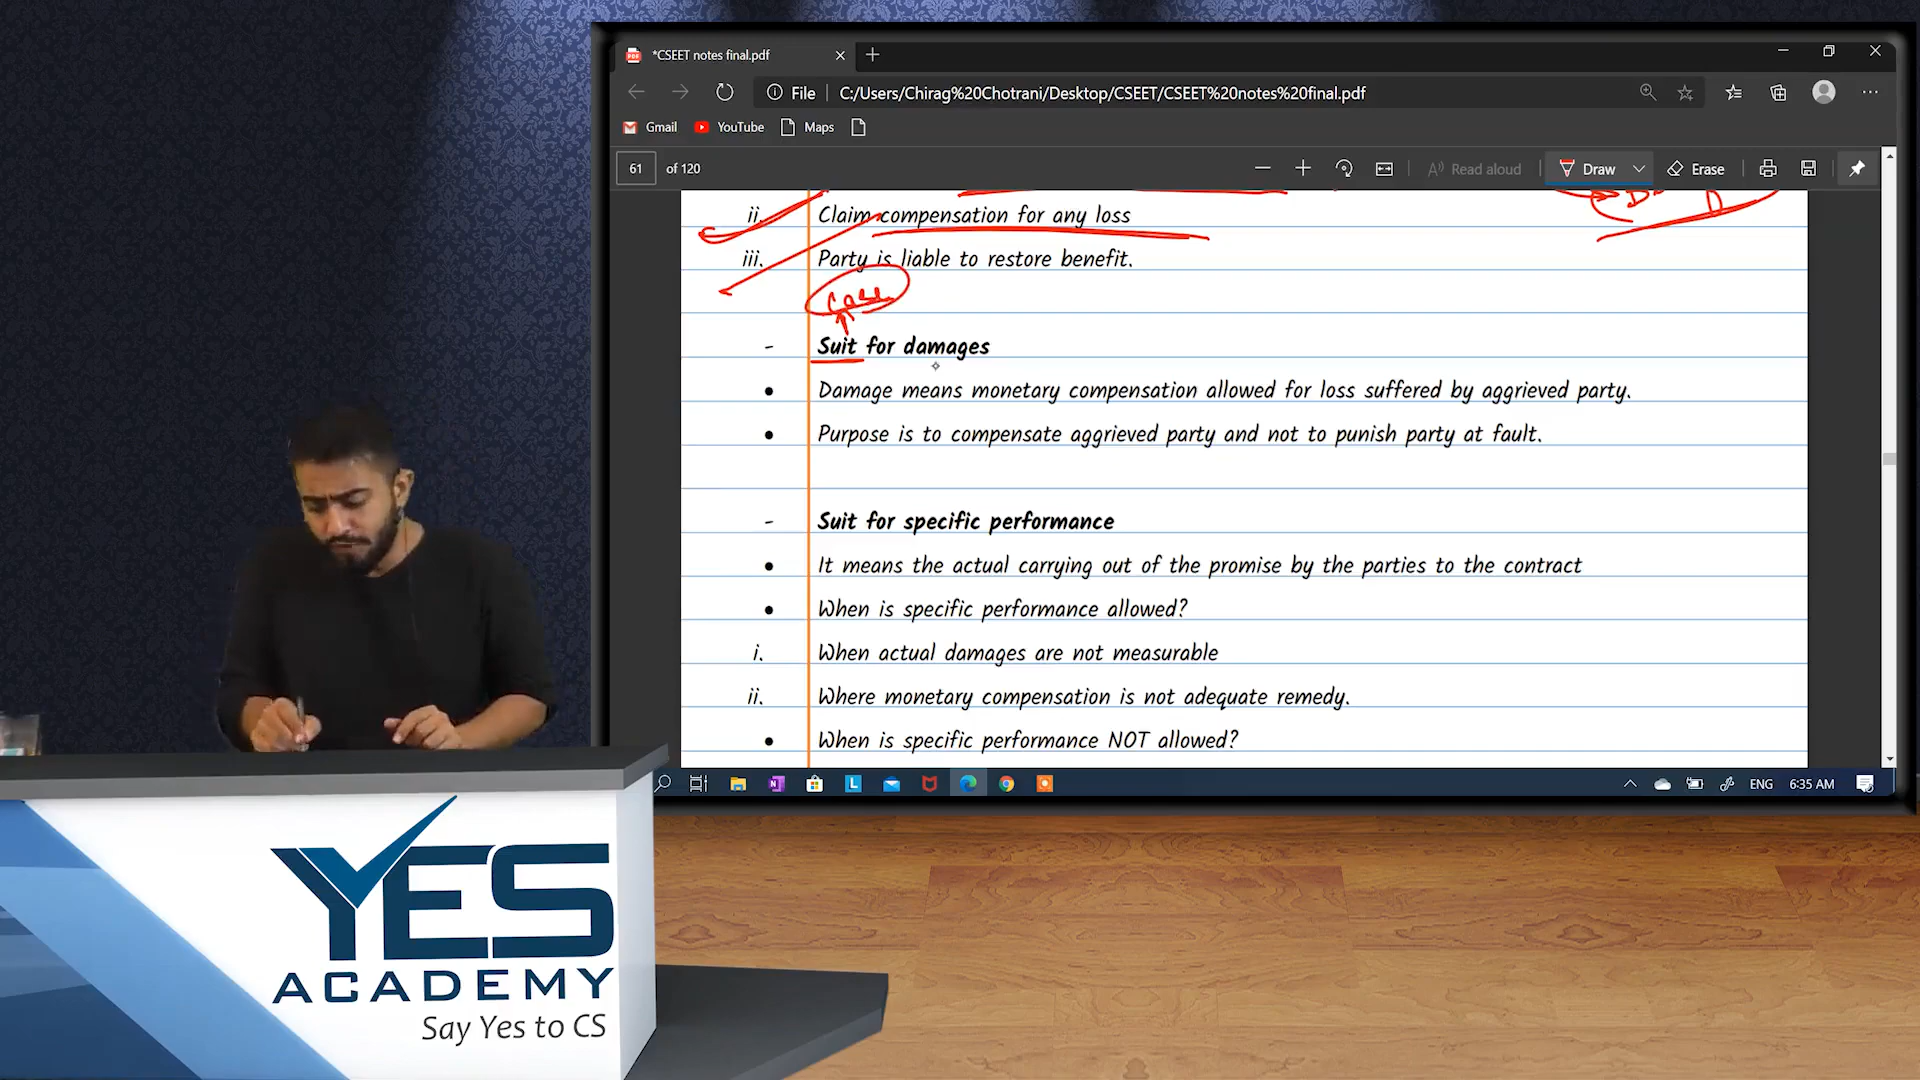 *CSEET notes final.pdf
File
C:/Users/Chirag%20Chotrani/Desktop/CSEET/CSEET%20notes%20final.pdf
Gmail
YouTube
Maps
61
of 120
Read aloud
Draw
Erase
ii. Claim compensation for any loss
iii. Party is liable to restore benefit.
Case
- Suit for damages
• Damage means monetary compensation allowed for loss suffered by aggrieved party.
• Purpose is to compensate aggrieved party and not to punish party at fault.
- Suit for specific performance
• It means the actual carrying out of the promise by the parties to the contract
• When is specific performance allowed?
i. When actual damages are not measurable
ii. Where monetary compensation is not adequate remedy.
• When is specific performance NOT allowed?
ENG
6:35 AM
YES
ACADEMY
Say Yes to CS